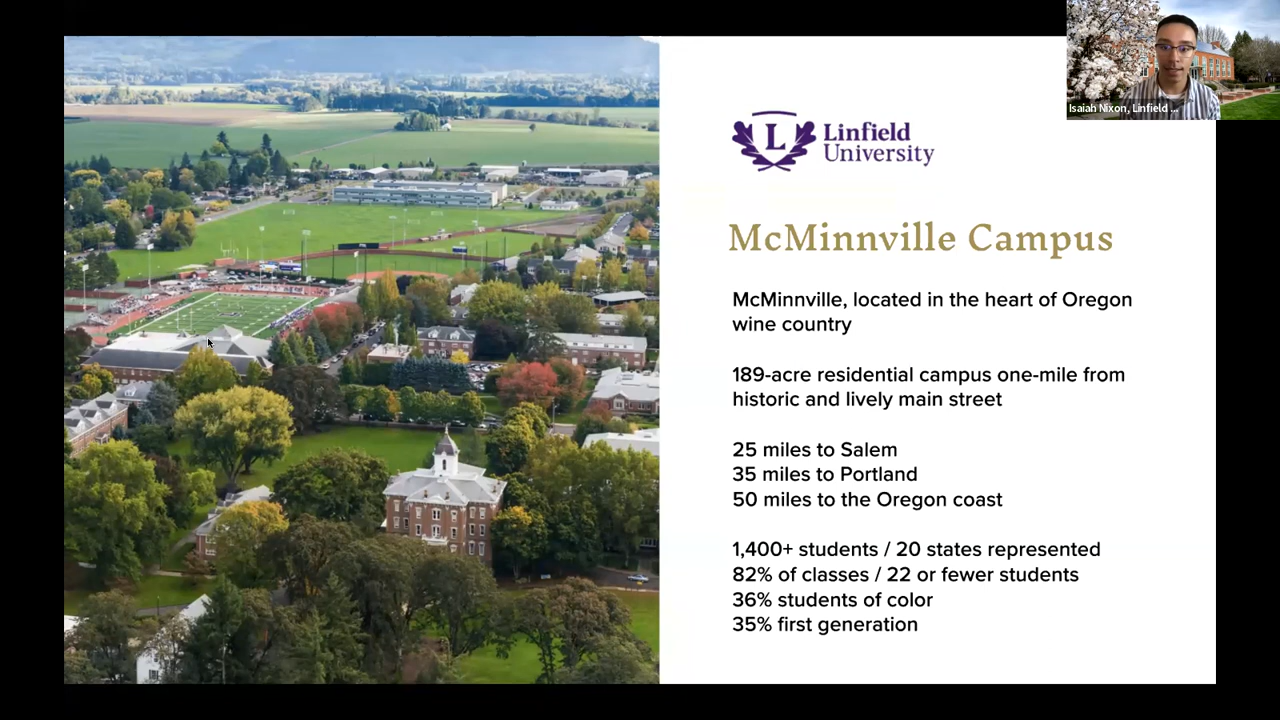 Isaiah Nixon, Linfield ...
L
Linfield
University
McMinnville Campus
McMinnville, located in the heart of Oregon
wine country
189-acre residential campus one-mile from
historic and lively main street
25 miles to Salem
35 miles to Portland
50 miles to the Oregon coast
1,400+ students / 20 states represented
82% of classes / 22 or fewer students
36% students of color
35% first generation